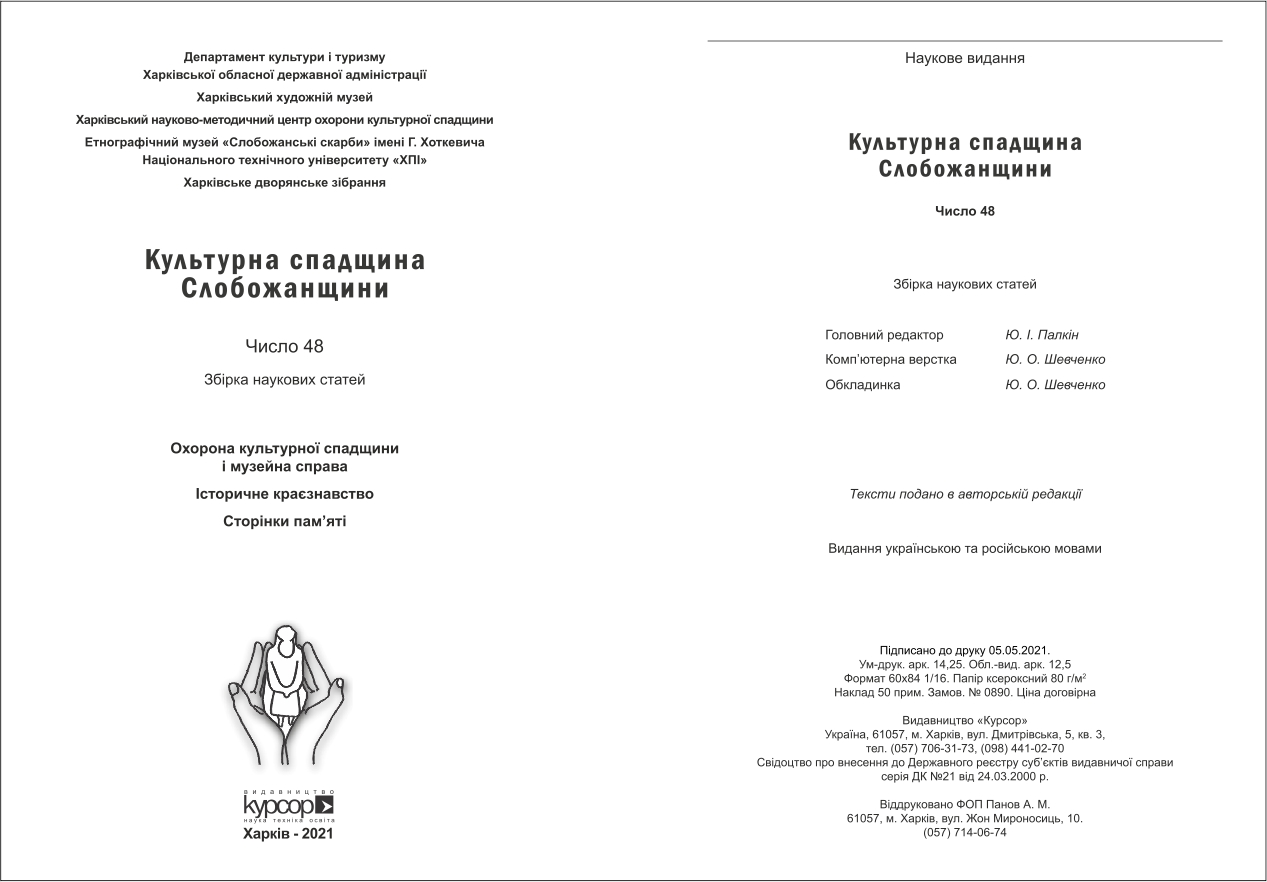 Департамент культури і туризму
Харківської обласної державної адміністрації
Харківський художній музей
Харківський науково-методичний центр охорони культурної спадщини
Етнографічний музей «Слобожанські скарби» імені Г. Хоткевича
Національного технічного університету «ХПІ»
Харківське дворянське зібрання
Культурна спадщина
Слобожанщини
Число 48
Збірка наукових статей
Охорона культурної спадщини
і музейна справа
Історичне краєзнавство
Сторінки пам’яті
видавництво
курсор
наука техніка освіта
Харків - 2021
Наукове видання
Культурна спадщина
Слобожанщини
Число 48
Збірка наукових статей
Головний редактор Ю. І. Палкін
Комп’ютерна верстка Ю. О. Шевченко
Обкладинка Ю. О. Шевченко
Тексти подано в авторській редакції
Видання українською та російською мовами
Підписано до друку 05.05.2021.
Ум-друк. арк. 14,25. Обл.-вид. арк. 12,5
Формат 60х84 1/16. Папір ксероксний 80 г/м²
Наклад 50 прим. Замов. № 0890. Ціна договірна
Видавництво «Курсор»
Україна, 61057, м. Харків, вул. Дмитрівська, 5, кв. 3,
тел. (057) 706-31-73, (098) 441-02-70
Свідоцтво про внесення до Державного реєстру суб’єктів видавничої справи
серія ДК №21 від 24.03.2000 р.
Віддруковано ФОП Панов А. М.
61057, м. Харків, вул. Жон Мироносиць, 10.
(057) 714-06-74